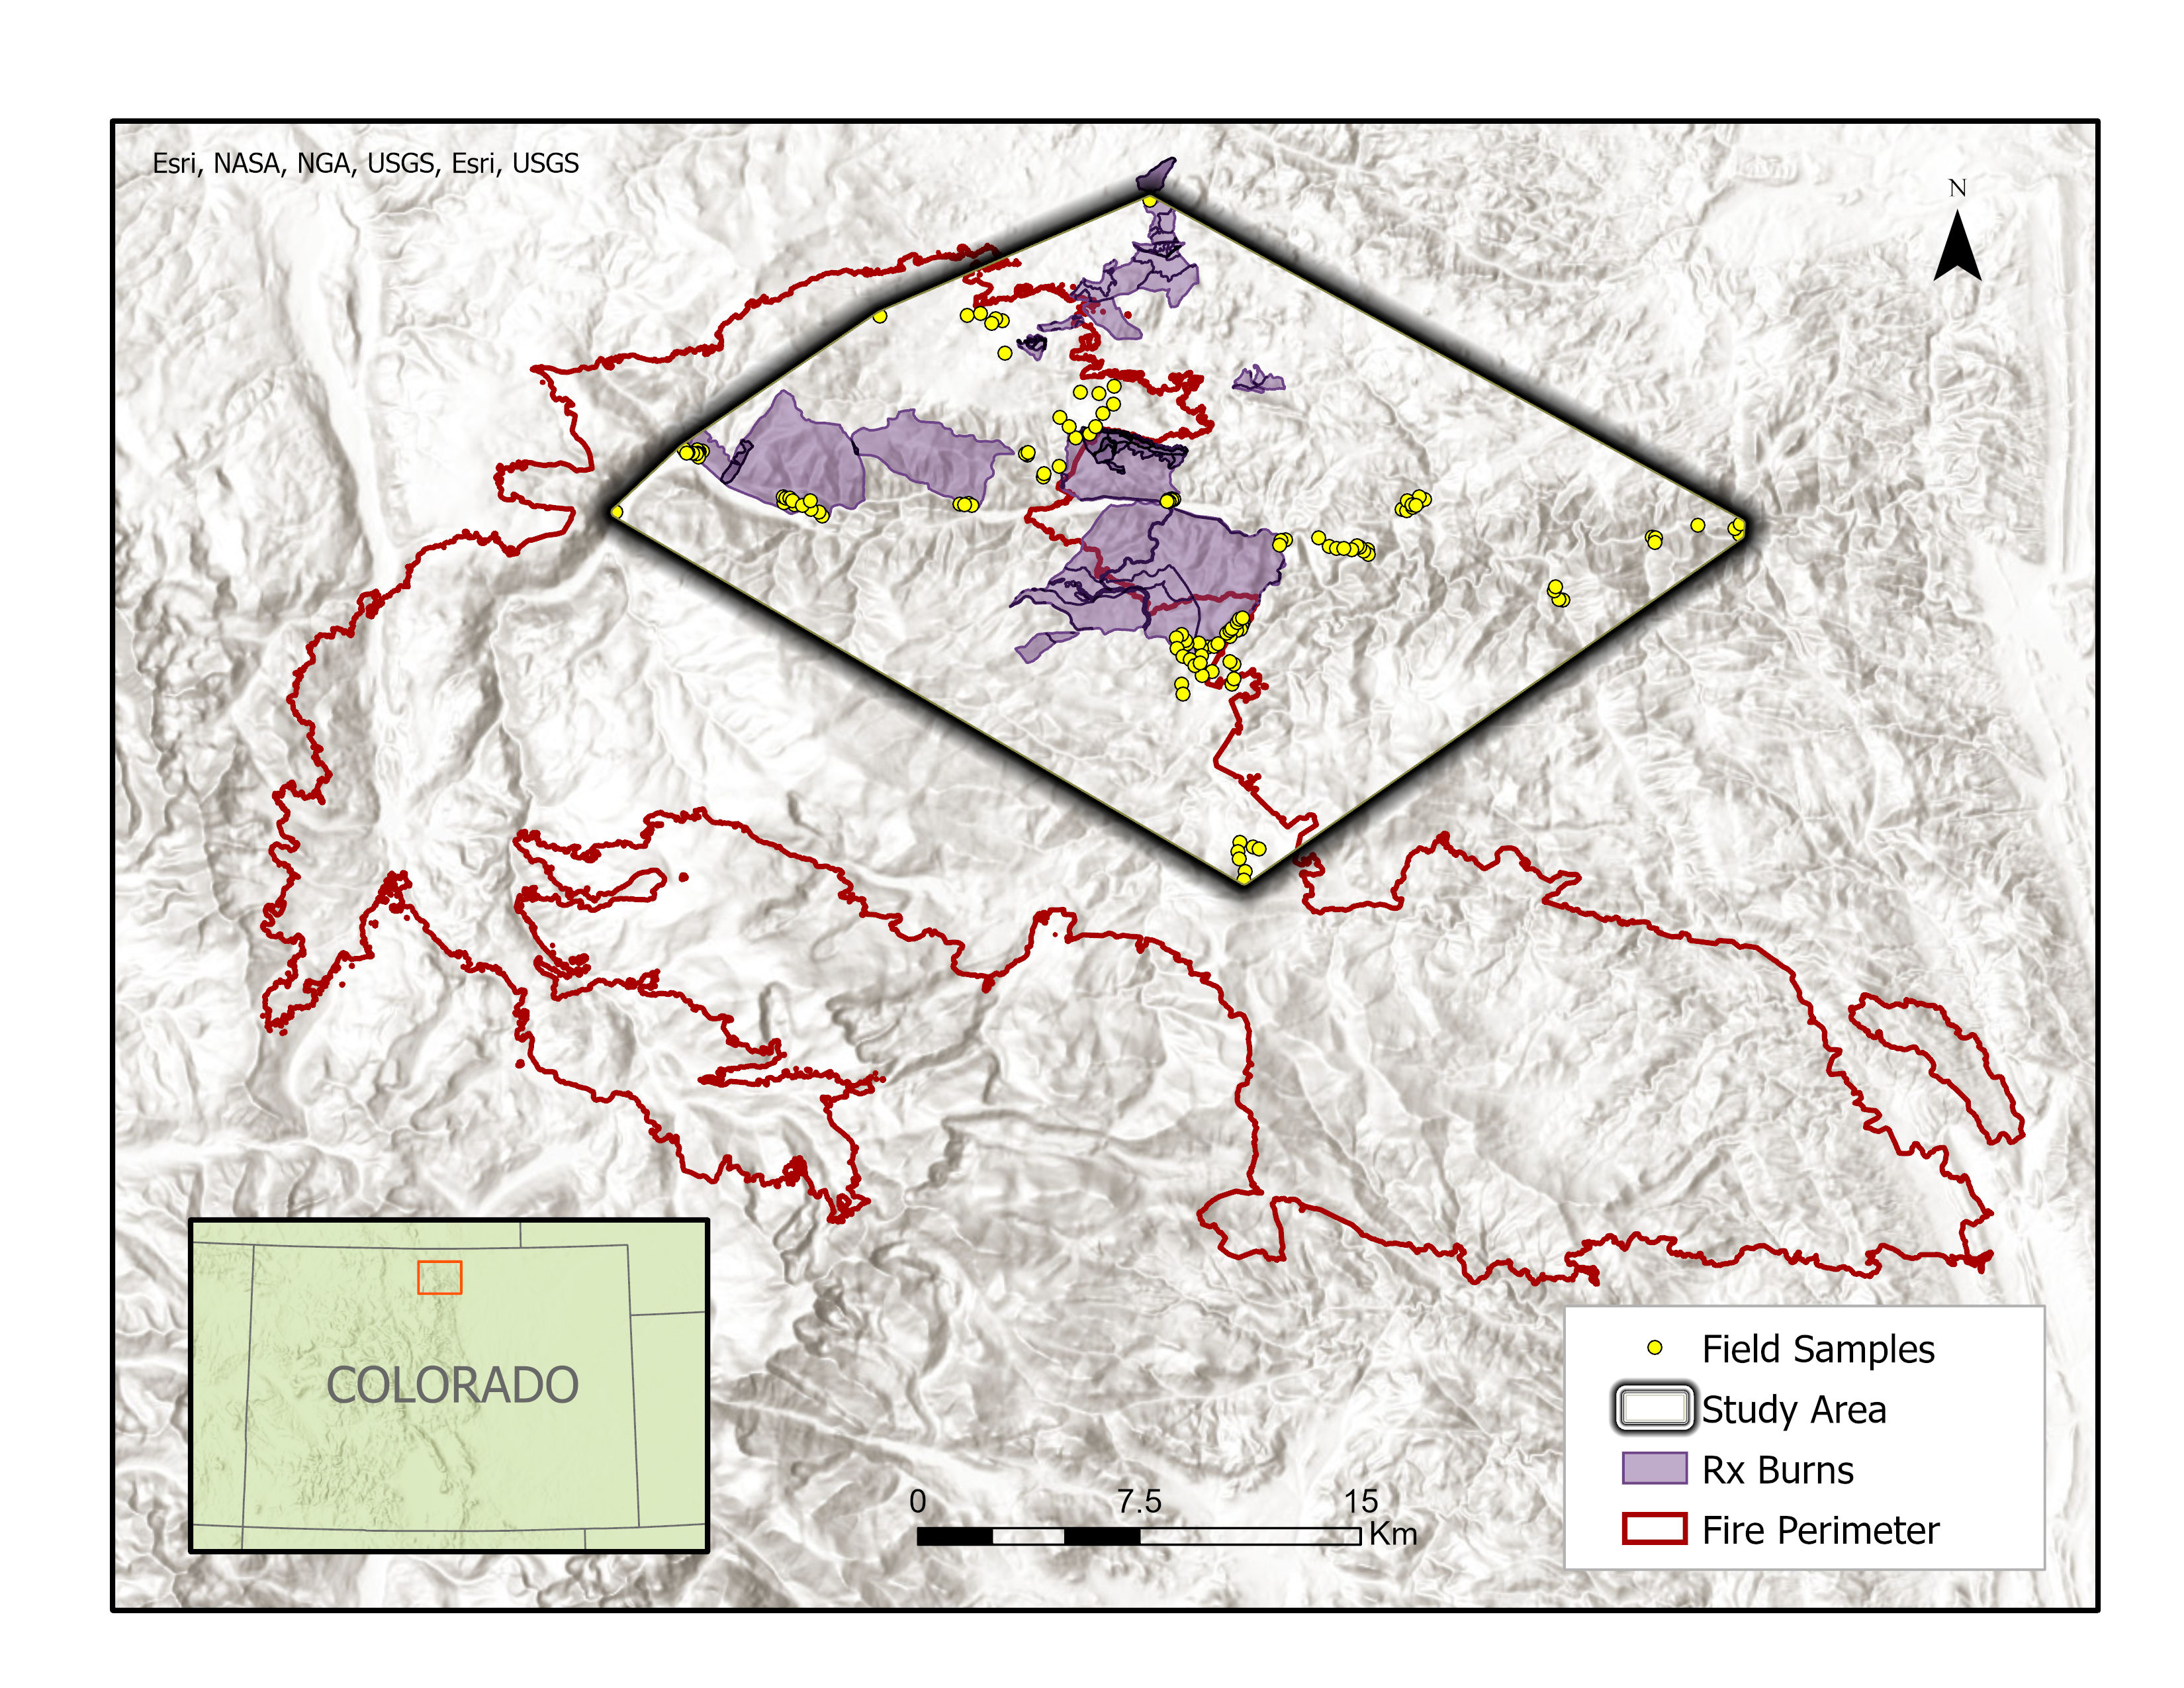 Esri, NASA, NGA, USGS, Esri, USGS
N
COLORADO
0 7.5 15
Km
Field Samples
Study Area
Rx Burns
Fire Perimeter